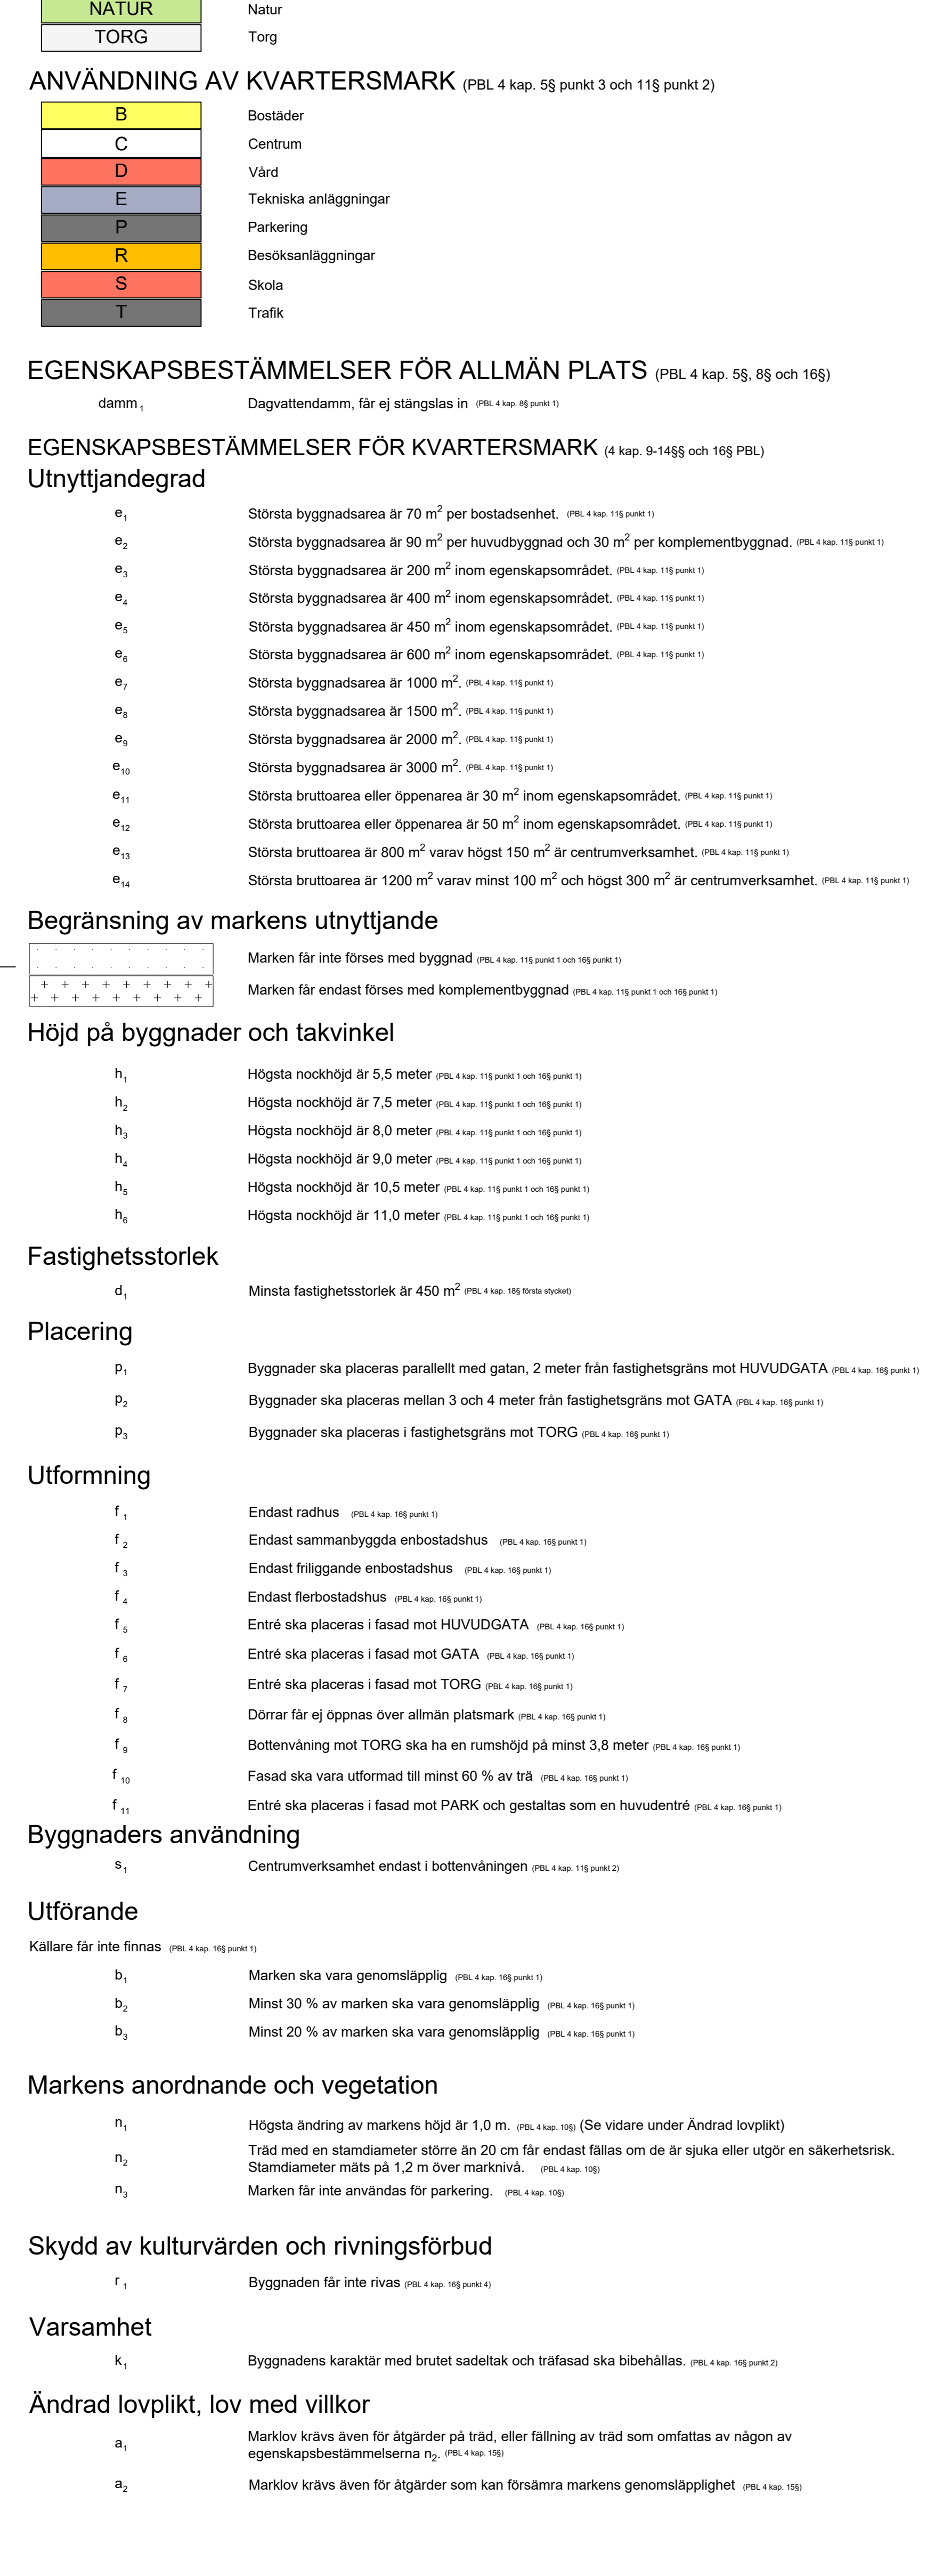 NATUR Natur
TORG Torg
ANVÄNDNING AV KVARTERSMARK (PBL 4 kap. 5§ punkt 3 och 11§ punkt 2)
B Bostäder
C Centrum
D Vård
E Tekniska anläggningar
P Parkering
R Besöksanläggningar
S Skola
T Trafik
EGENSKAPSBESTÄMMELSER FÖR ALLMÄN PLATS (PBL 4 kap. 5§, 8§ och 16§)
damm1 Dagvattendamm, får ej stängslas in (PBL 4 kap. 8§ punkt 1)
EGENSKAPSBESTÄMMELSER FÖR KVARTERSMARK (4 kap. 9-14§§ och 16§ PBL)
Utnyttjandegrad
e1 Största byggnadsarea är 70 m2 per bostadsenhet. (PBL 4 kap. 11§ punkt 1)
e2 Största byggnadsarea är 90 m2 per huvudbyggnad och 30 m2 per komplementbyggnad. (PBL 4 kap. 11§ punkt 1)
e3 Största byggnadsarea är 200 m2 inom egenskapsområdet. (PBL 4 kap. 11§ punkt 1)
e4 Största byggnadsarea är 400 m2 inom egenskapsområdet. (PBL 4 kap. 11§ punkt 1)
e5 Största byggnadsarea är 450 m2 inom egenskapsområdet. (PBL 4 kap. 11§ punkt 1)
e6 Största byggnadsarea är 600 m2 inom egenskapsområdet. (PBL 4 kap. 11§ punkt 1)
e7 Största byggnadsarea är 1000 m2. (PBL 4 kap. 11§ punkt 1)
e8 Största byggnadsarea är 1500 m2. (PBL 4 kap. 11§ punkt 1)
e9 Största byggnadsarea är 2000 m2. (PBL 4 kap. 11§ punkt 1)
e10 Största byggnadsarea är 3000 m2. (PBL 4 kap. 11§ punkt 1)
e11 Största bruttoarea eller öppenarea är 30 m2 inom egenskapsområdet. (PBL 4 kap. 11§ punkt 1)
e12 Största bruttoarea eller öppenarea är 50 m2 inom egenskapsområdet. (PBL 4 kap. 11§ punkt 1)
e13 Största bruttoarea är 800 m2 varav högst 150 m2 är centrumverksamhet. (PBL 4 kap. 11§ punkt 1)
e14 Största bruttoarea är 1200 m2 varav minst 100 m2 och högst 300 m2 är centrumverksamhet. (PBL 4 kap. 11§ punkt 1)
Begränsning av markens utnyttjande
Marken får inte förses med byggnad (PBL 4 kap. 11§ punkt 1 och 16§ punkt 1)
Marken får endast förses med komplementbyggnad (PBL 4 kap. 11§ punkt 1 och 16§ punkt 1)
Höjd på byggnader och takvinkel
h1 Högsta nockhöjd är 5,5 meter (PBL 4 kap. 11§ punkt 1 och 16§ punkt 1)
h2 Högsta nockhöjd är 7,5 meter (PBL 4 kap. 11§ punkt 1 och 16§ punkt 1)
h3 Högsta nockhöjd är 8,0 meter (PBL 4 kap. 11§ punkt 1 och 16§ punkt 1)
h4 Högsta nockhöjd är 9,0 meter (PBL 4 kap. 11§ punkt 1 och 16§ punkt 1)
h5 Högsta nockhöjd är 10,5 meter (PBL 4 kap. 11§ punkt 1 och 16§ punkt 1)
h6 Högsta nockhöjd är 11,0 meter (PBL 4 kap. 11§ punkt 1 och 16§ punkt 1)
Fastighetsstorlek
d1 Minsta fastighetsstorlek är 450 m2 (PBL 4 kap. 18§ första stycket)
Placering
p1 Byggnader ska placeras parallellt med gatan, 2 meter från fastighetsgräns mot HUVUDGATA (PBL 4 kap. 16§ punkt 1)
p2 Byggnader ska placeras mellan 3 och 4 meter från fastighetsgräns mot GATA (PBL 4 kap. 16§ punkt 1)
p3 Byggnader ska placeras i fastighetsgräns mot TORG (PBL 4 kap. 16§ punkt 1)
Utformning
f1 Endast radhus (PBL 4 kap. 16§ punkt 1)
f2 Endast sammanbyggda enbostadshus (PBL 4 kap. 16§ punkt 1)
f3 Endast friliggande enbostadshus (PBL 4 kap. 16§ punkt 1)
f4 Endast flerbostadshus (PBL 4 kap. 16§ punkt 1)
f5 Entré ska placeras i fasad mot HUVUDGATA (PBL 4 kap. 16§ punkt 1)
f6 Entré ska placeras i fasad mot GATA (PBL 4 kap. 16§ punkt 1)
f7 Entré ska placeras i fasad mot TORG (PBL 4 kap. 16§ punkt 1)
f8 Dörrar får ej öppnas över allmän platsmark (PBL 4 kap. 16§ punkt 1)
f9 Bottenvåning mot TORG ska ha en rumshöjd på minst 3,8 meter (PBL 4 kap. 16§ punkt 1)
f10 Fasad ska vara utformad till minst 60 % av trä (PBL 4 kap. 16§ punkt 1)
f11 Entré ska placeras i fasad mot PARK och gestaltas som en huvudentré (PBL 4 kap. 16§ punkt 1)
Byggnaders användning
s1 Centrumverksamhet endast i bottenvåningen (PBL 4 kap. 11§ punkt 2)
Utförande
Källare får inte finnas (PBL 4 kap. 16§ punkt 1)
b1 Marken ska vara genomsläpplig (PBL 4 kap. 16§ punkt 1)
b2 Minst 30 % av marken ska vara genomsläpplig (PBL 4 kap. 16§ punkt 1)
b3 Minst 20 % av marken ska vara genomsläpplig (PBL 4 kap. 16§ punkt 1)
Markens anordnande och vegetation
n1 Högsta ändring av markens höjd är 1,0 m. (PBL 4 kap. 10§) (Se vidare under Ändrad lovplikt)
n2 Träd med en stamdiameter större än 20 cm får endast fällas om de är sjuka eller utgör en säkerhetsrisk.
Stamdiameter mäts på 1,2 m över marknivå. (PBL 4 kap. 10§)
n3 Marken får inte användas för parkering. (PBL 4 kap. 10§)
Skydd av kulturvärden och rivningsförbud
r1 Byggnaden får inte rivas (PBL 4 kap. 16§ punkt 4)
Varsamhet
k1 Byggnadens karaktär med brutet sadeltak och träfasad ska bibehållas. (PBL 4 kap. 16§ punkt 2)
Ändrad lovplikt, lov med villkor
a1 Marklov krävs även för åtgärder på träd, eller fällning av träd som omfattas av någon av
egenskapsbestämmelserna n2. (PBL 4 kap. 15§)
a2 Marklov krävs även för åtgärder som kan försämra markens genomsläpplighet (PBL 4 kap. 15§)